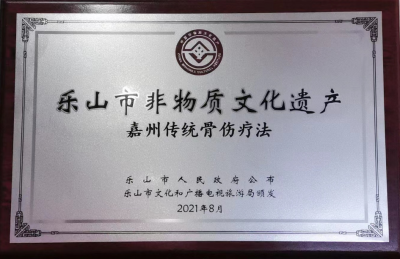 乐山市非物质文化遗产
嘉州传统骨伤疗法
乐山市人民政府公布
乐山市文化和广播电视旅游局颁发
2021年8月